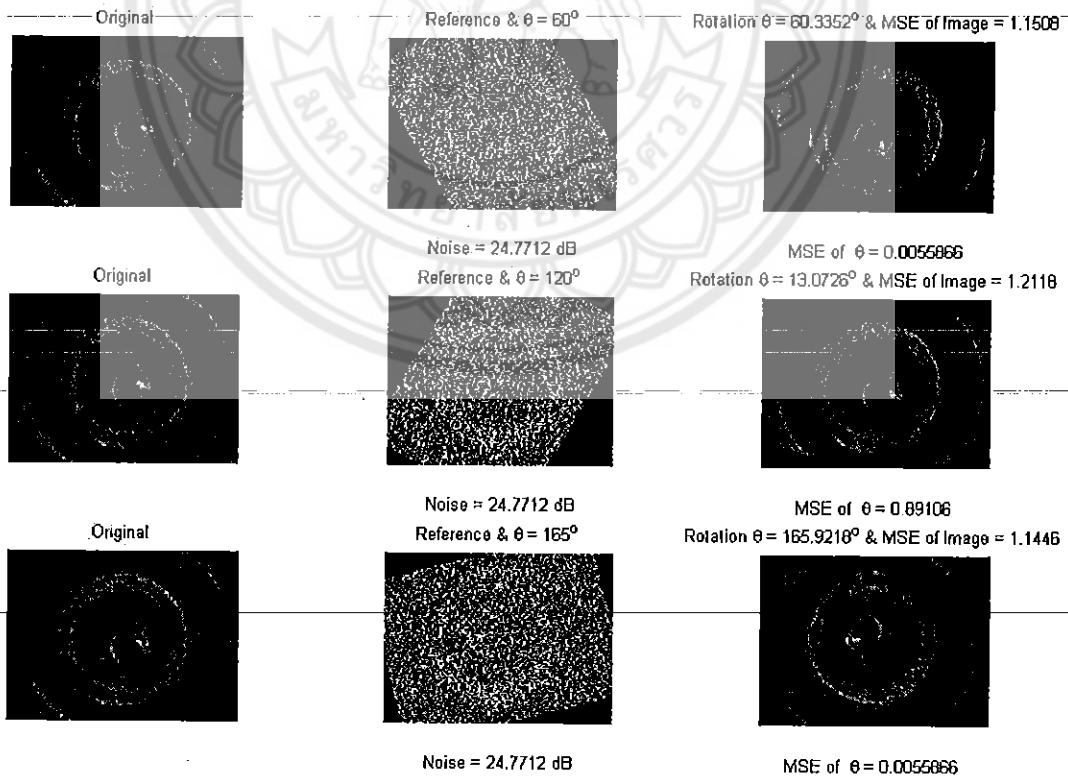 Original
Reference & θ = 60°
Rotation θ = 60.3352° & MSE of Image = 1.1508
Noise = 24.7712 dB
MSE of θ = 0.0055866
Original
Reference & θ = 120°
Rotation θ = 13.0726° & MSE of Image = 1.2118
Noise = 24.7712 dB
MSE of θ = 0.89106
Original
Reference & θ = 165°
Rotation θ = 165.9218° & MSE of Image = 1.1446
Noise = 24.7712 dB
MSE of θ = 0.0055866